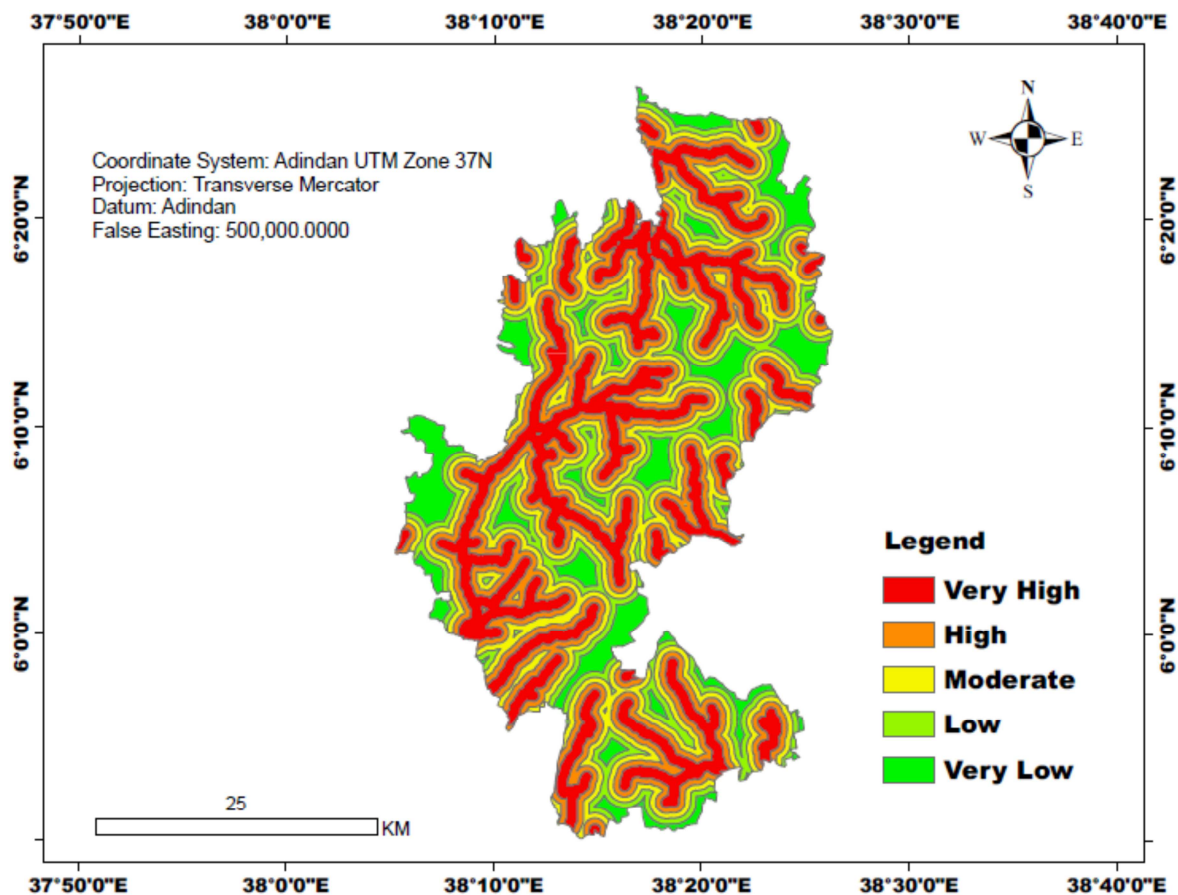 37°50'0"E 38°0'0"E 38°10'0"E 38°20'0"E 38°30'0"E 38°40'0"E
N
W E
S
Coordinate System: Adindan UTM Zone 37N
Projection: Transverse Mercator
Datum: Adindan
False Easting: 500,000.0000
6°20'0"N 6°20'0"N
6°10'0"N 6°10'0"N
6°0'0"N 6°0'0"N
Legend
Very High
High
Moderate
Low
Very Low
25
KM
37°50'0"E 38°0'0"E 38°10'0"E 38°20'0"E 38°30'0"E 38°40'0"E